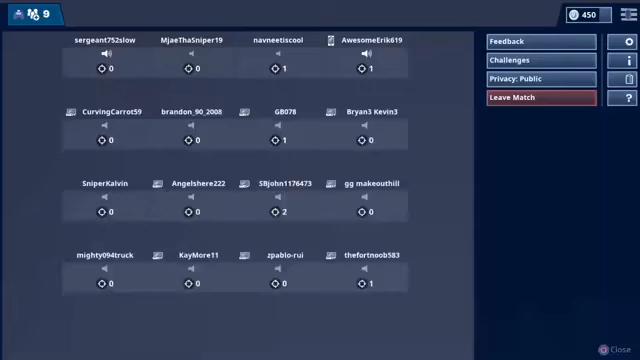 9
450
sergeant752slow MjaeThaSniper19 navneetiscool AwesomeErik619
0 0 1 1
CurvingCarrot59 brandon_90_2008 GB078 Bryan3 Kevin3
0 0 1 0
SniperKalvin Angelshere222 SBjohn1176473 gg makeouthill
0 0 2 0
mighty094truck KayMore11 zpablo-rui thefortnoob583
0 0 0 1
Feedback
Challenges
Privacy: Public
Leave Match
Close